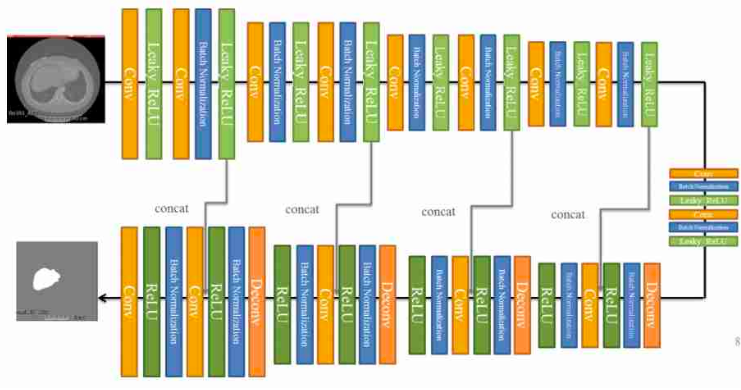 Conv
Leaky ReLU
Conv
Batch Normalization
Leaky ReLU
Conv
Batch Normalization
Leaky ReLU
Conv
Batch Normalization
Leaky ReLU
Conv
Batch Normalization
Leaky ReLU
Conv
Batch Normalization
Leaky ReLU
Conv
Batch Normalization
Leaky ReLU
Conv
Batch Normalization
Leaky ReLU
Conv
Batch Normalization
Leaky ReLU
Conv
Batch Normalization
Leaky ReLU
concat
concat
concat
concat
Conv
ReLU
Batch Normalization
Conv
ReLU
Batch Normalization
Deconv
ReLU
Batch Normalization
Conv
ReLU
Batch Normalization
Deconv
ReLU
Batch Normalization
Conv
ReLU
Batch Normalization
Deconv
ReLU
Batch Normalization
Conv
ReLU
Batch Normalization
Deconv
8